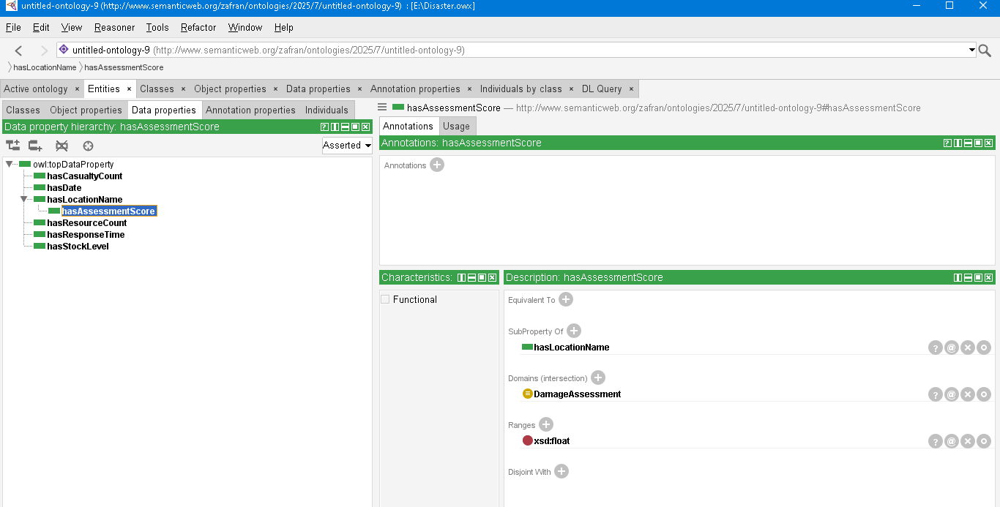 untitled-ontology-9 (http://www.semanticweb.org/zafran/ontologies/2025/7/untitled-ontology-9) : [E:\Disaster.owx]
File Edit View Reasoner Tools Refactor Window Help
untitled-ontology-9 (http://www.semanticweb.org/zafran/ontologies/2025/7/untitled-ontology-9)
hasLocationName hasAssessmentScore
Active ontology × Entities × Classes × Object properties × Data properties × Annotation properties × Individuals by class × DL Query ×
Classes Object properties Data properties Annotation properties Individuals
Data property hierarchy: hasAssessmentScore
Asserted
owl:topDataProperty
hasCasualtyCount
hasDate
hasLocationName
hasAssessmentScore
hasResourceCount
hasResponseTime
hasStockLevel
hasAssessmentScore — http://www.semanticweb.org/zafran/ontologies/2025/7/untitled-ontology-9#hasAssessmentScore
Annotations Usage
Annotations: hasAssessmentScore
Annotations
Characteristics:
Functional
Description: hasAssessmentScore
Equivalent To
SubProperty Of
hasLocationName
Domains (intersection)
DamageAssessment
Ranges
xsd:float
Disjoint With